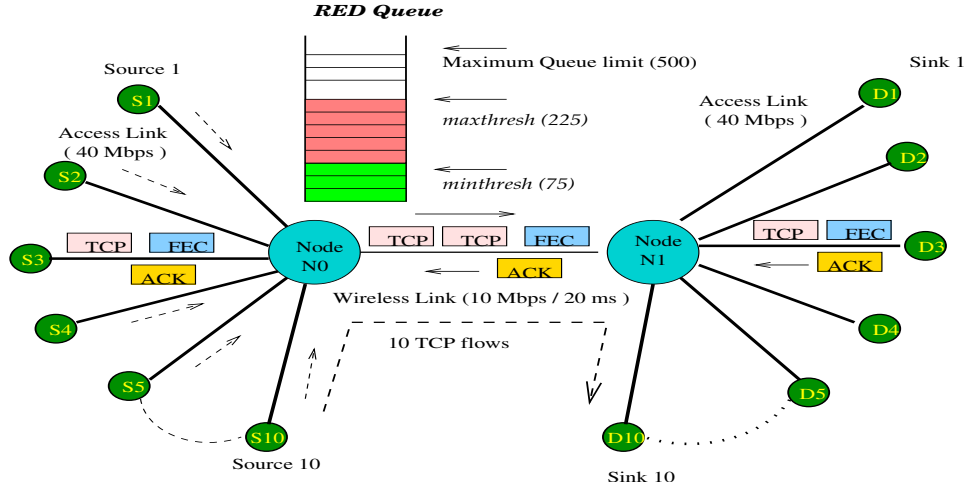 RED Queue
Maximum Queue limit (500)
maxthresh (225)
minthresh (75)
Source 1
S1
Access Link
( 40 Mbps )
S2
S3
TCP
FEC
ACK
S4
S5
S10
Source 10
Node
N0
TCP
TCP
FEC
ACK
Wireless Link (10 Mbps / 20 ms )
10 TCP flows
Node
N1
Sink 1
D1
Access Link
( 40 Mbps )
D2
TCP
FEC
D3
ACK
D4
D5
D10
Sink 10